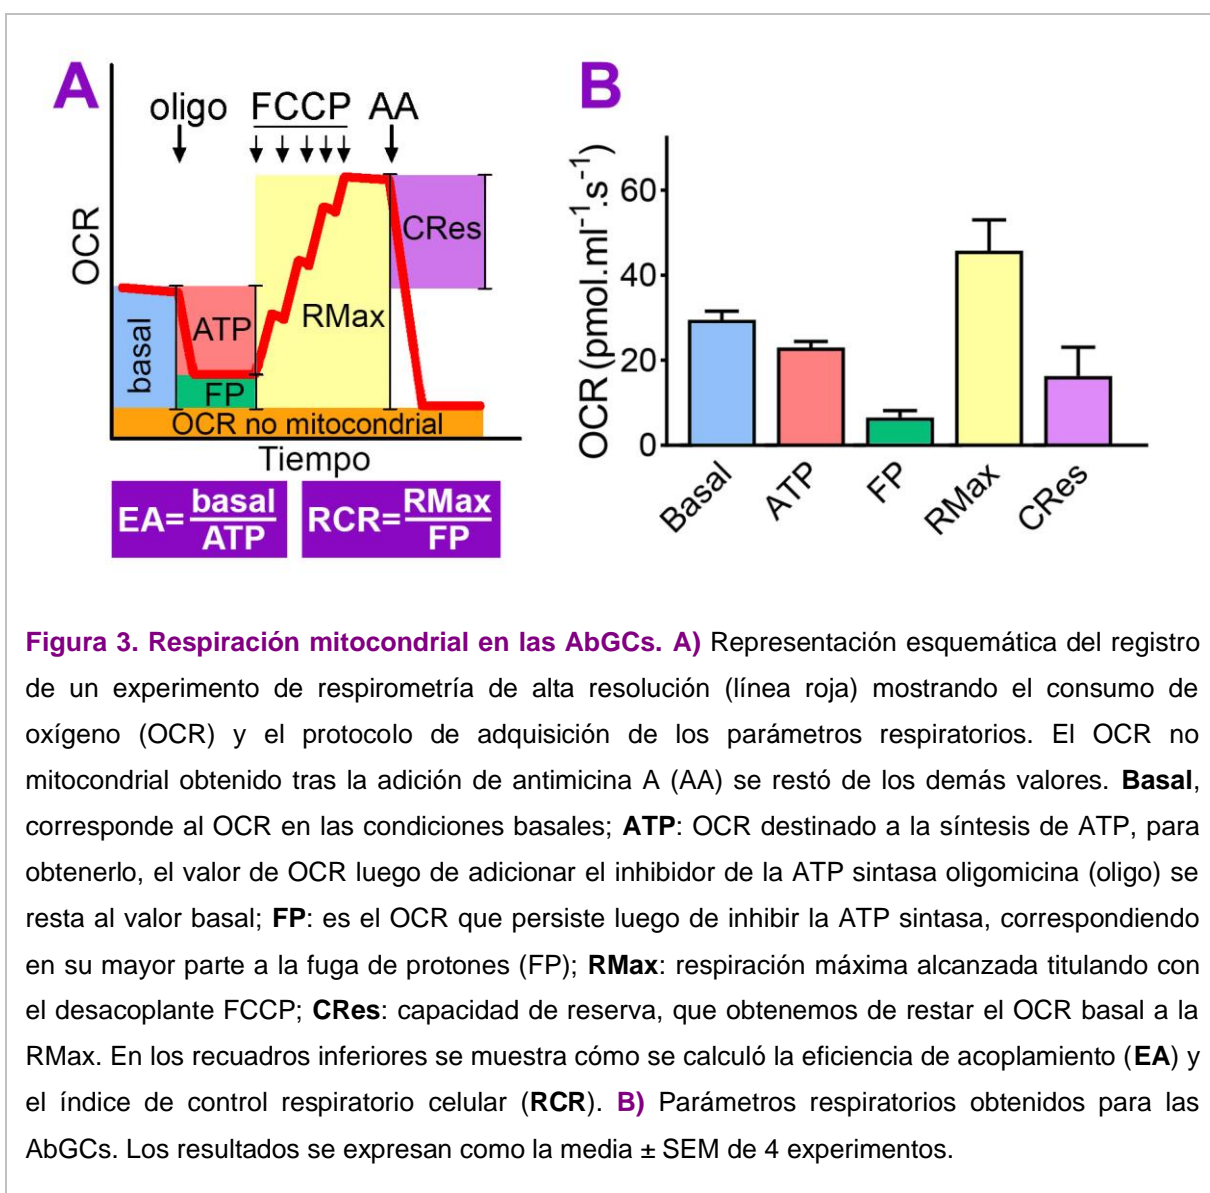 A
oligo FCCP AA
OCR
basal
ATP
FP
RMax
CRes
OCR no mitocondrial
Tiempo
EA= basal
ATP
RCR= RMax
FP
B
OCR (pmol.ml⁻¹.s⁻¹)
60
40
20
0
Basal
ATP
FP
RMax
CRes
Figura 3. Respiración mitocondrial en las AbGCs. A) Representación esquemática del registro
de un experimento de respirometría de alta resolución (línea roja) mostrando el consumo de
oxígeno (OCR) y el protocolo de adquisición de los parámetros respiratorios. El OCR no
mitocondrial obtenido tras la adición de antimicina A (AA) se restó de los demás valores. Basal,
corresponde al OCR en las condiciones basales; ATP: OCR destinado a la síntesis de ATP, para
obtenerlo, el valor de OCR luego de adicionar el inhibidor de la ATP sintasa oligomicina (oligo) se
resta al valor basal; FP: es el OCR que persiste luego de inhibir la ATP sintasa, correspondiendo
en su mayor parte a la fuga de protones (FP); RMax: respiración máxima alcanzada titulando con
el desacoplante FCCP; CRes: capacidad de reserva, que obtenemos de restar el OCR basal a la
RMax. En los recuadros inferiores se muestra cómo se calculó la eficiencia de acoplamiento (EA) y
el índice de control respiratorio celular (RCR). B) Parámetros respiratorios obtenidos para las
AbGCs. Los resultados se expresan como la media ± SEM de 4 experimentos.